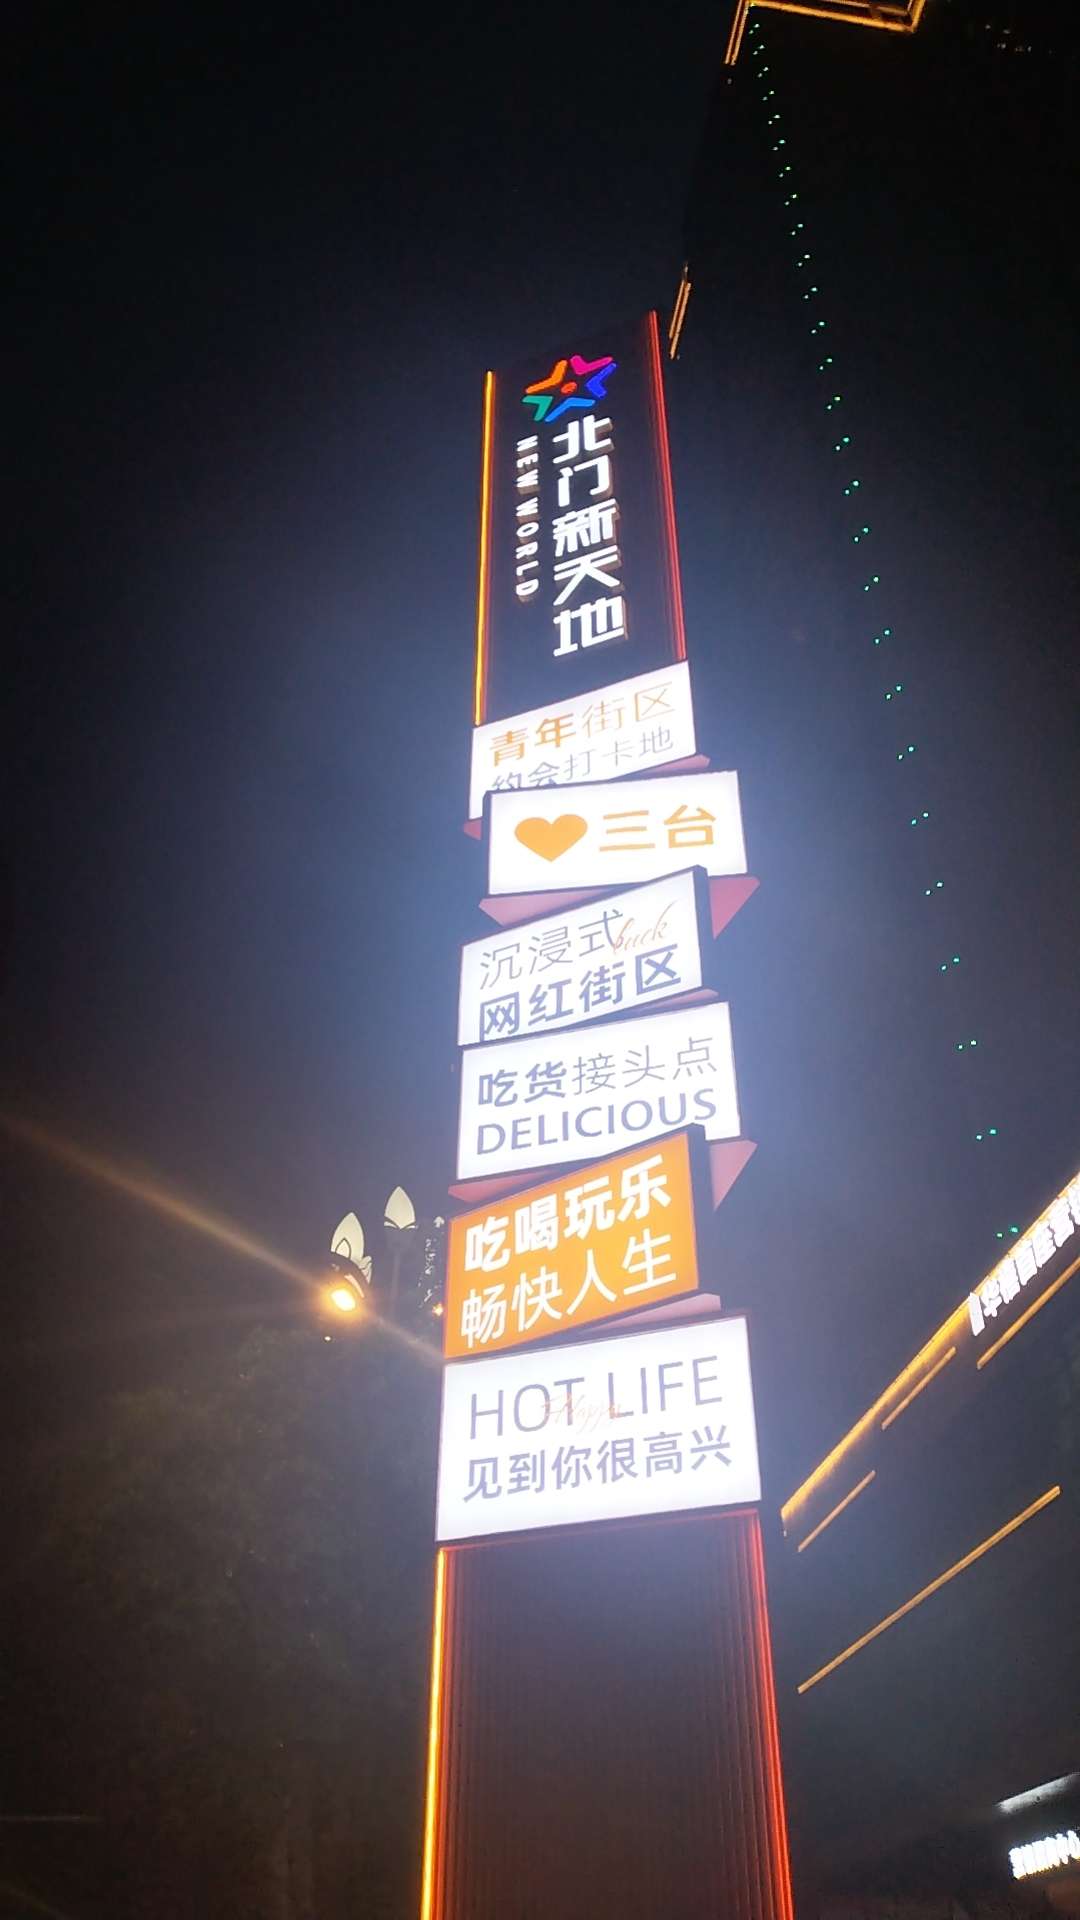 北门新天地
NEW WORLD
青年街区
约会打卡地
三台
沉浸式
buck
网红街区
吃货接头点
DELICIOUS
吃喝玩乐
畅快人生
HOT LIFE
Happy
见到你很高兴